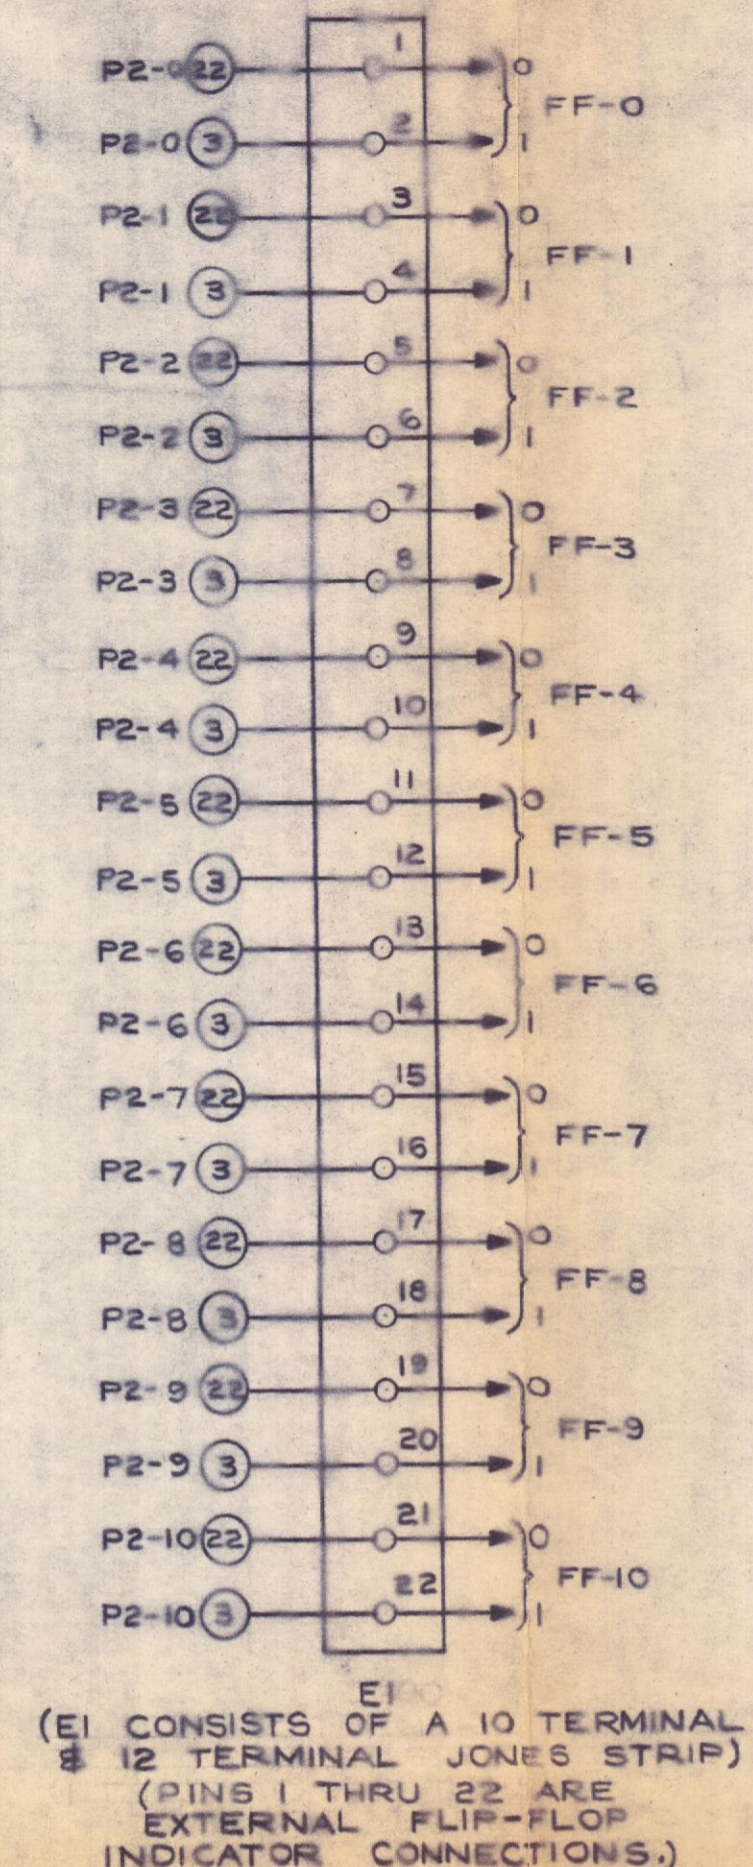 P2-0 22 1 0
FF-0
P2-0 3 2 1
P2-1 22 3 0
FF-1
P2-1 3 4 1
P2-2 22 5 0
FF-2
P2-2 3 6 1
P2-3 22 7 0
FF-3
P2-3 3 8 1
P2-4 22 9 0
FF-4
P2-4 3 10 1
P2-5 22 11 0
FF-5
P2-5 3 12 1
P2-6 22 13 0
FF-6
P2-6 3 14 1
P2-7 22 15 0
FF-7
P2-7 3 16 1
P2-8 22 17 0
FF-8
P2-8 3 18 1
P2-9 22 19 0
FF-9
P2-9 3 20 1
P2-10 22 21 0
FF-10
P2-10 3 22 1
E1
(E1 CONSISTS OF A 10 TERMINAL
& 12 TERMINAL JONES STRIP)
(PINS 1 THRU 22 ARE
EXTERNAL FLIP-FLOP
INDICATOR CONNECTIONS.)